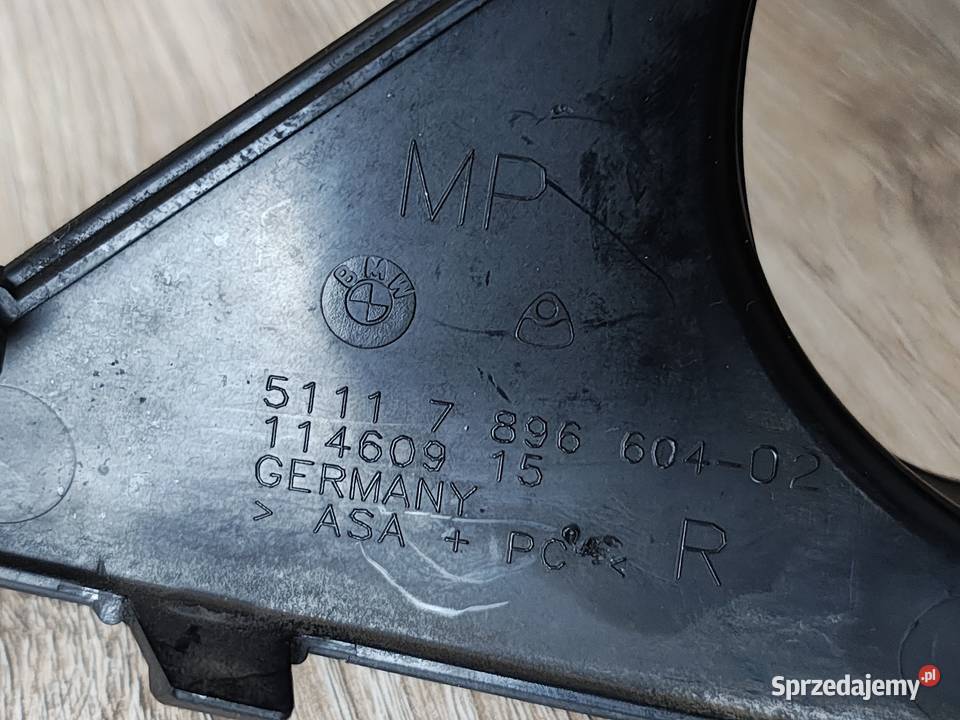 MP
BMW
5111 7 896 604-02
114609 15
GERMANY
> ASA + PC
R
Sprzedajemy.pl